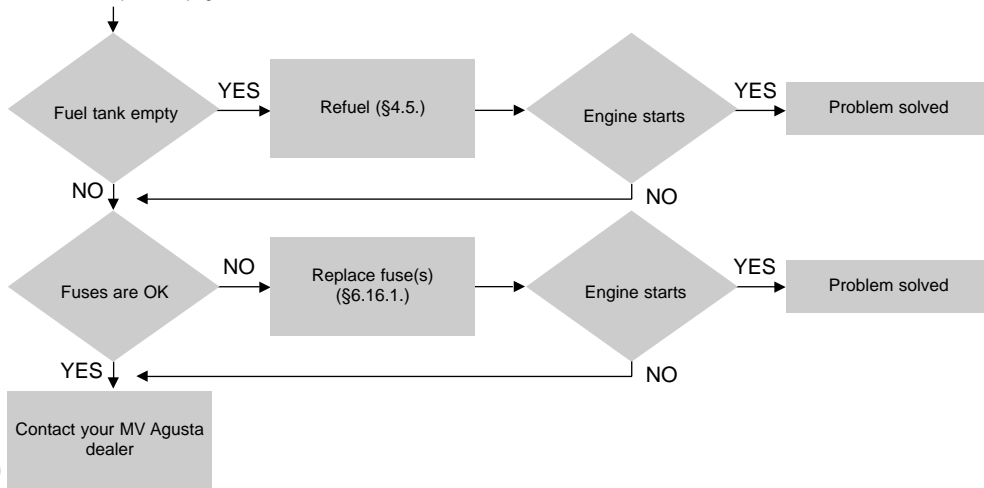 Fuel tank empty
YES
Refuel (§4.5.)
Engine starts
YES
Problem solved
NO
NO
Fuses are OK
NO
Replace fuse(s)
(§6.16.1.)
Engine starts
YES
Problem solved
YES
NO
Contact your MV Agusta
dealer